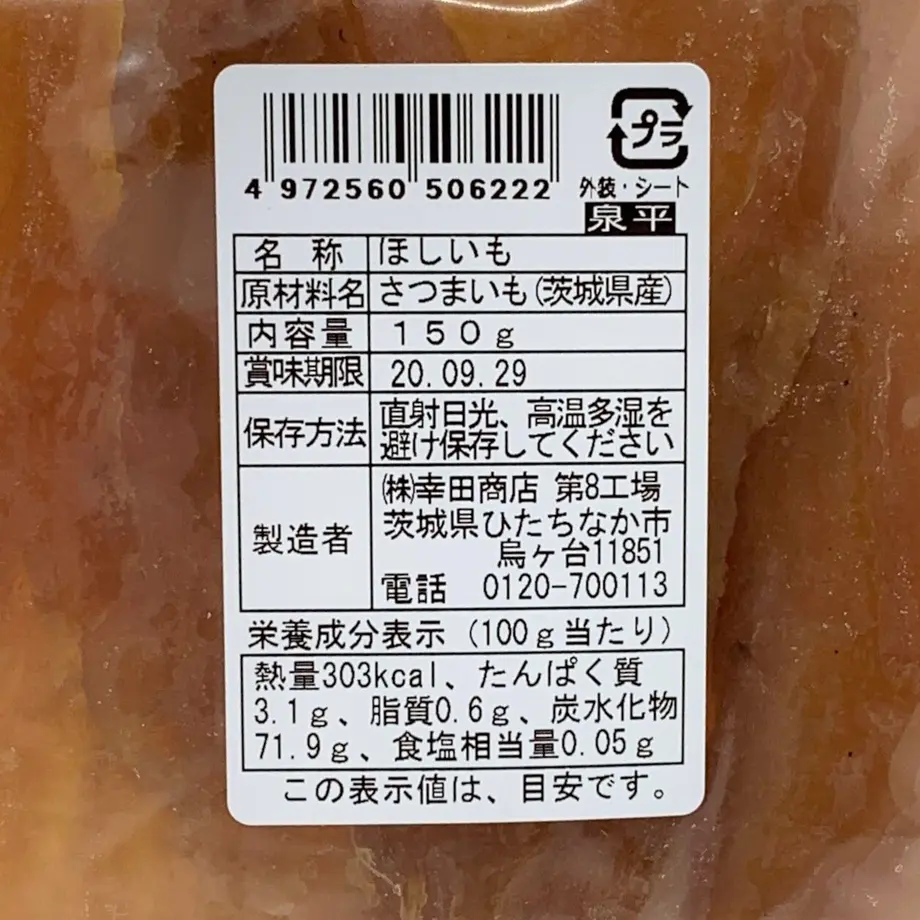 プラ
4 972560 506222
外装・シート
泉平
名称 ほしいも
原材料名 さつまいも(茨城県産)
内容量 150g
賞味期限 20.09.29
保存方法 直射日光、高温多湿を
避け保存してください
製造者 ㈱幸田商店 第8工場
茨城県ひたちなか市
烏ヶ台11851
電話 0120-700113
栄養成分表示(100g当たり)
熱量303kcal、たんぱく質
3.1g、脂質0.6g、炭水化物
71.9g、食塩相当量0.05g
この表示値は、目安です。